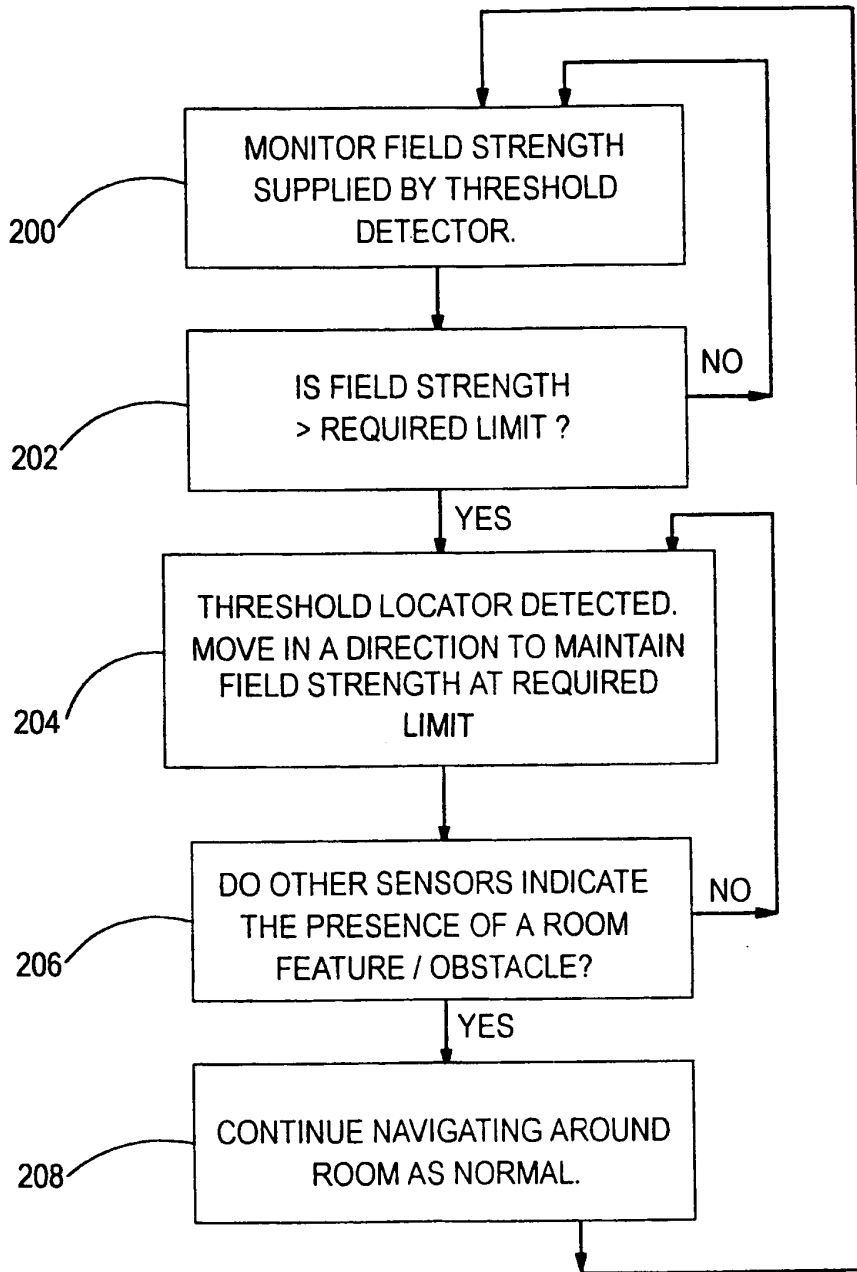 MONITOR FIELD STRENGTH
SUPPLIED BY THRESHOLD
DETECTOR.
200
IS FIELD STRENGTH
> REQUIRED LIMIT ?
NO
202
YES
THRESHOLD LOCATOR DETECTED.
MOVE IN A DIRECTION TO MAINTAIN
FIELD STRENGTH AT REQUIRED
LIMIT
204
DO OTHER SENSORS INDICATE
THE PRESENCE OF A ROOM
FEATURE / OBSTACLE?
NO
206
YES
CONTINUE NAVIGATING AROUND
ROOM AS NORMAL.
208